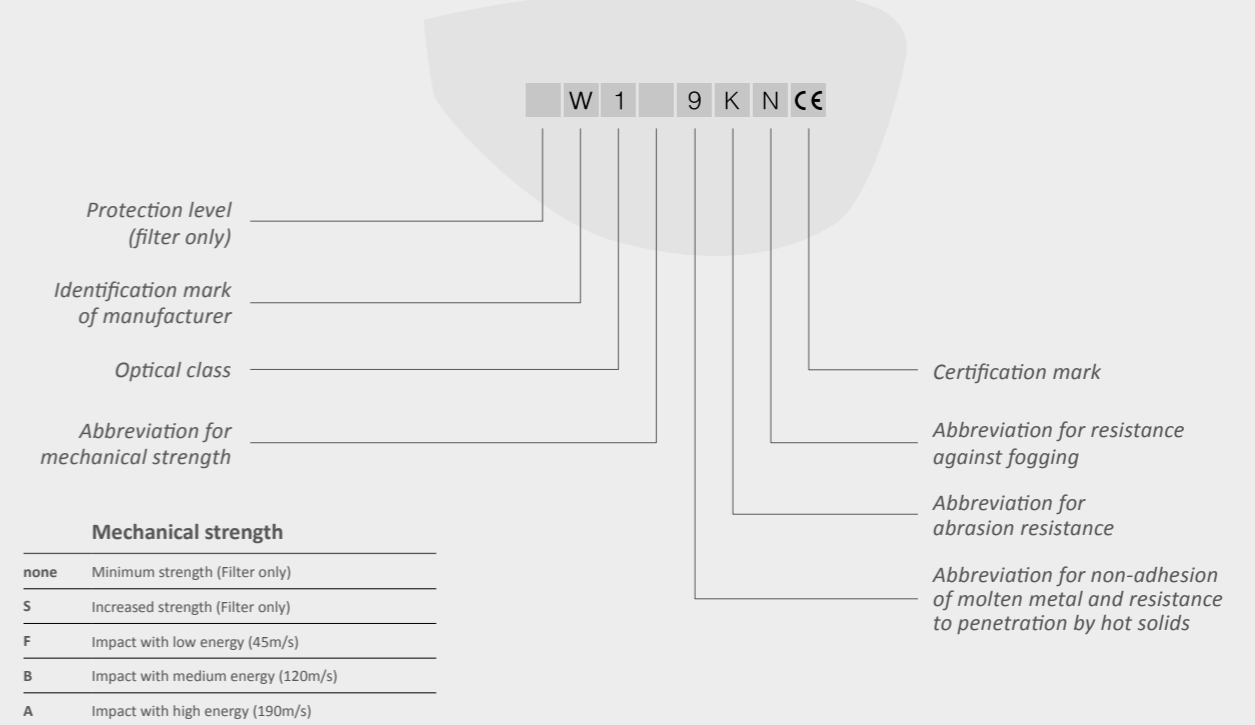 W 1 9 K N CE
Protection level
(filter only)
Identification mark
of manufacturer
Optical class
Abbreviation for
mechanical strength
Certification mark
Abbreviation for resistance
against fogging
Abbreviation for
abrasion resistance
Abbreviation for non-adhesion
of molten metal and resistance
to penetration by hot solids
Mechanical strength
none Minimum strength (Filter only)
S Increased strength (Filter only)
F Impact with low energy (45m/s)
B Impact with medium energy (120m/s)
A Impact with high energy (190m/s)